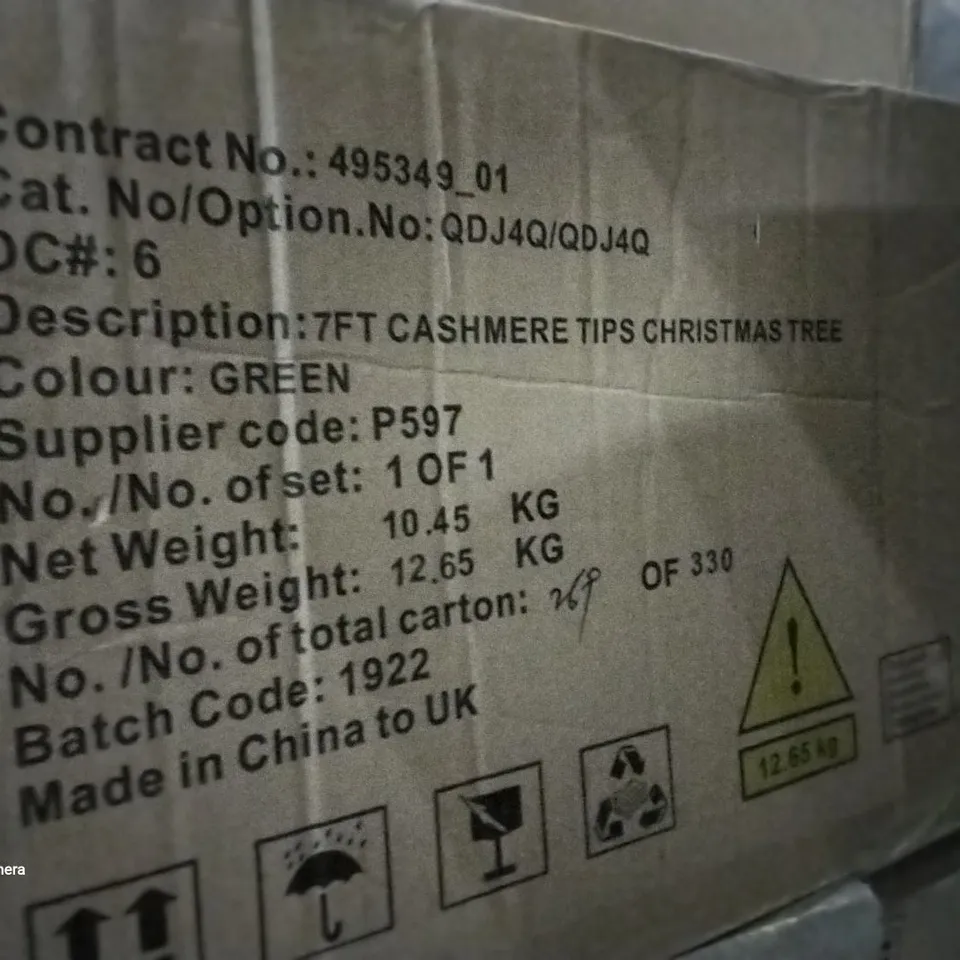 Contract No.: 495349_01
Cat. No/Option.No: QDJ4Q/QDJ4Q
DC#: 6
Description: 7FT CASHMERE TIPS CHRISTMAS TREE
Colour: GREEN
Supplier code: P597
No. /No. of set: 1 OF 1
Net Weight: 10.45 KG
Gross Weight: 12.65 KG
No. /No. of total carton: 269 OF 330
Batch Code: 1922
Made in China to UK
12.65 kg